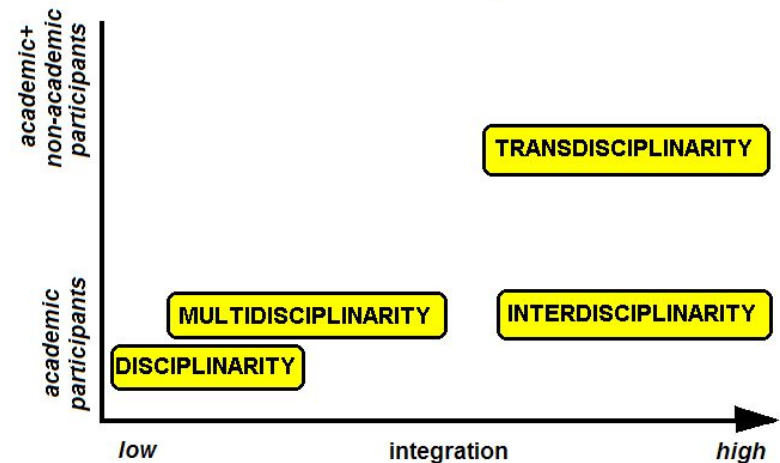 academic+
non-academic
participants
TRANSDISCIPLINARITY
academic
participants
MULTIDISCIPLINARITY
INTERDISCIPLINARITY
DISCIPLINARITY
low
integration
high